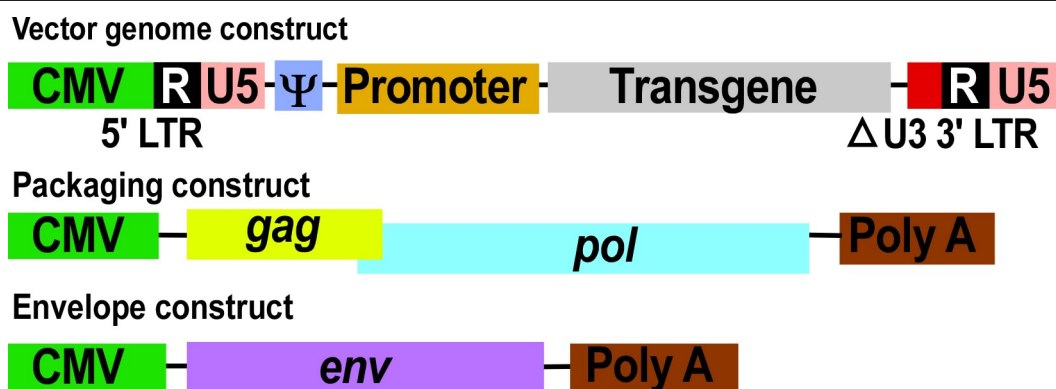 Vector genome construct
CMV R U5 Ψ Promoter Transgene R U5
5' LTR △U3 3' LTR
Packaging construct
CMV gag pol Poly A
Envelope construct
CMV env Poly A